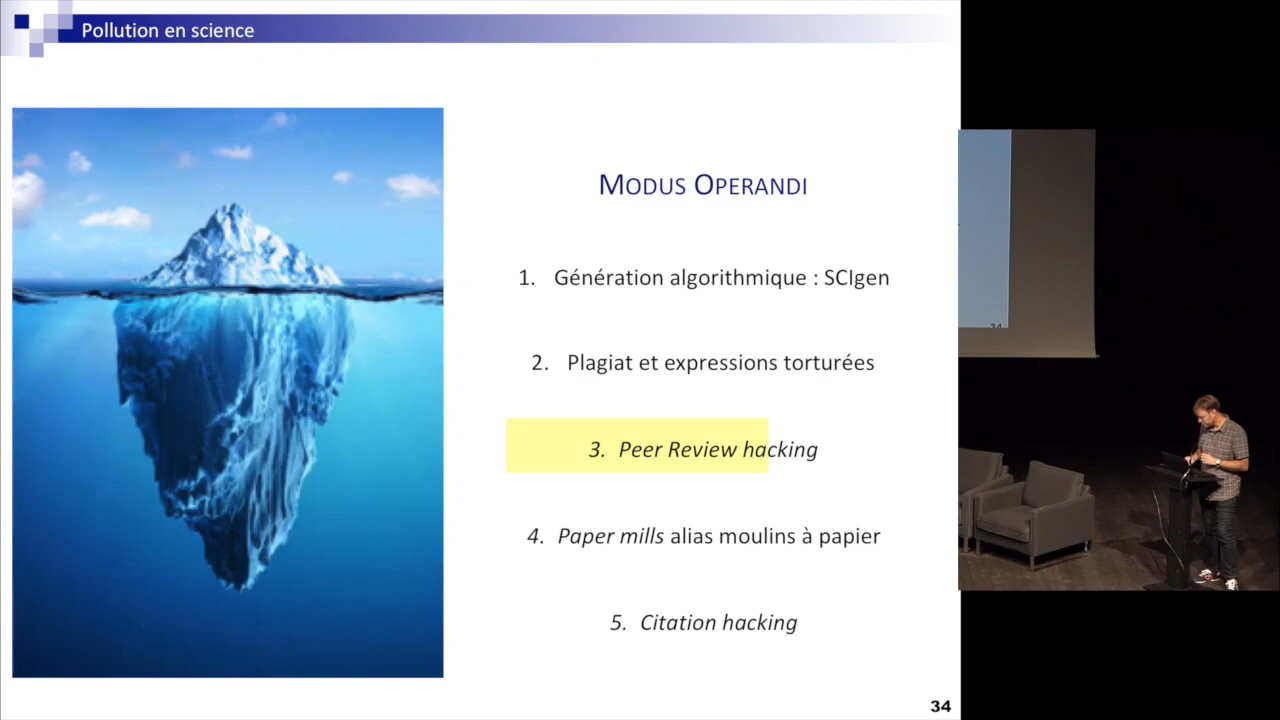 Pollution en science
MODUS OPERANDI
1. Génération algorithmique : SCIgen
2. Plagiat et expressions torturées
3. Peer Review hacking
4. Paper mills alias moulins à papier
5. Citation hacking
34
34